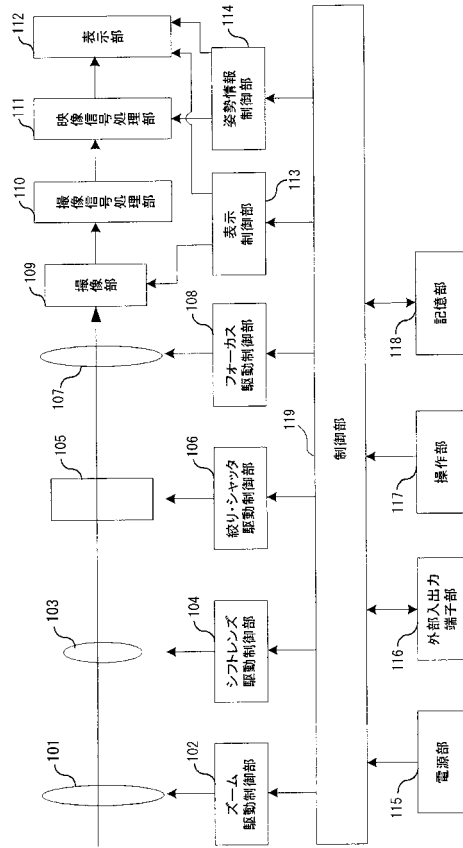 101
102
ズーム
駆動制御部
103
104
シフトレンズ
駆動制御部
105
106
絞り・シャッタ
駆動制御部
107
108
フォーカス
駆動制御部
109
撮像部
110
撮像信号処理部
111
映像信号
処理部
112
表示部
113
表示
制御部
114
姿勢情報
制御部
119
制御部
115
電源部
116
外部入出力
端子部
117
操作部
118
記憶部